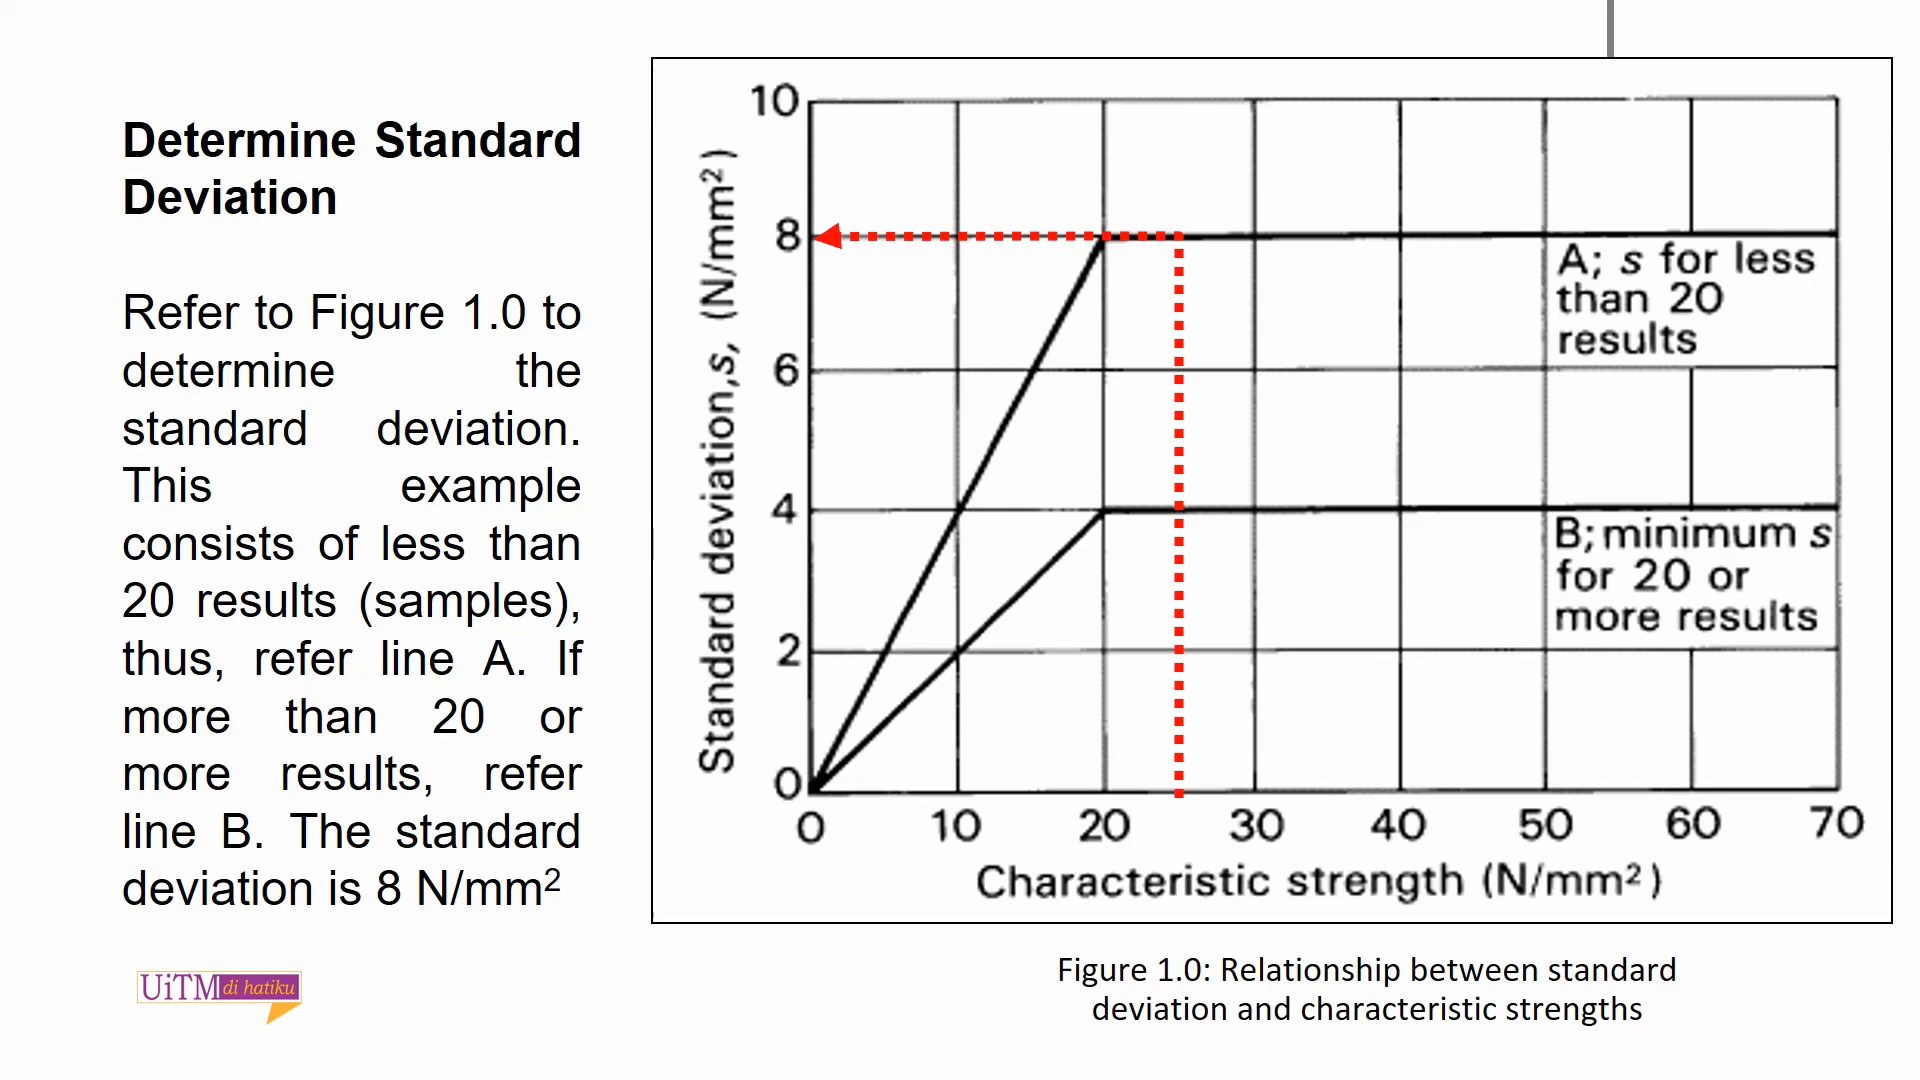 Determine Standard
Deviation
Refer to Figure 1.0 to
determine the
standard deviation.
This example
consists of less than
20 results (samples),
thus, refer line A. If
more than 20 or
more results, refer
line B. The standard
deviation is 8 N/mm²
UiTM di hatiku
Standard deviation,s, (N/mm²)
10
8
6
4
2
0
A; s for less
than 20
results
B; minimum s
for 20 or
more results
0 10 20 30 40 50 60 70
Characteristic strength (N/mm²)
Figure 1.0: Relationship between standard
deviation and characteristic strengths